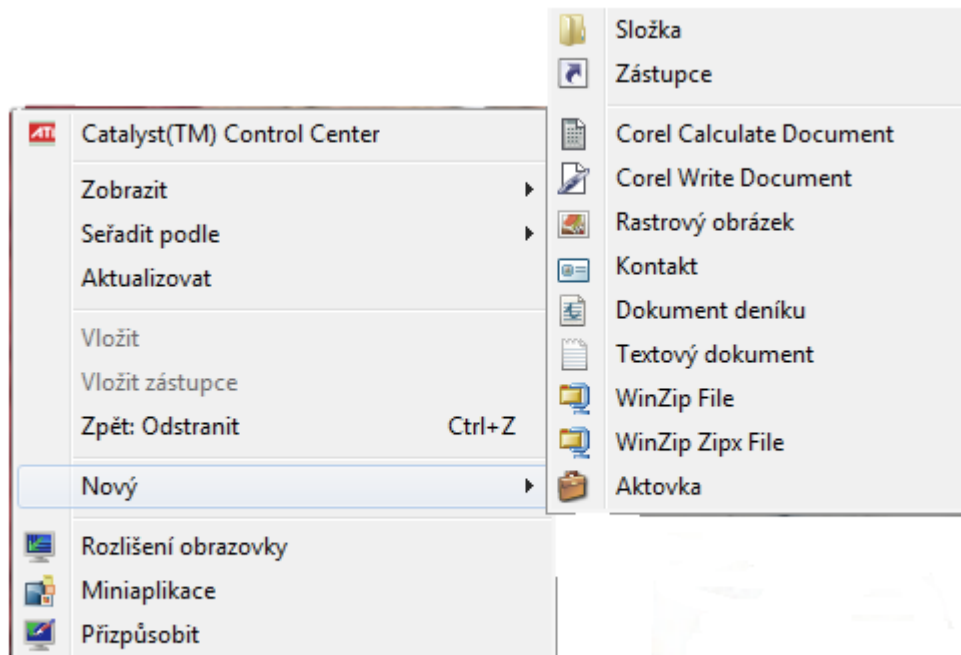 ATI Catalyst(TM) Control Center
Zobrazit
Seřadit podle
Aktualizovat
Vložit
Vložit zástupce
Zpět: Odstranit Ctrl+Z
Nový
Rozlišení obrazovky
Miniaplikace
Přizpůsobit
Složka
Zástupce
Corel Calculate Document
Corel Write Document
Rastrový obrázek
Kontakt
Dokument deníku
Textový dokument
WinZip File
WinZip Zipx File
Aktovka